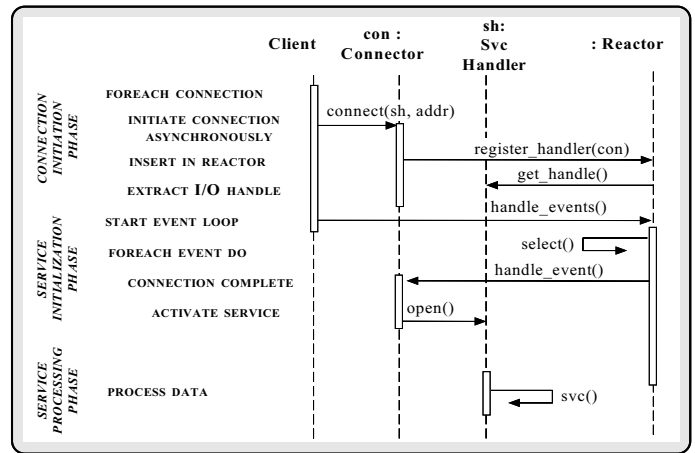 Client
con :
Connector
sh:
Svc
Handler
: Reactor
CONNECTION
INITIATION
PHASE
FOREACH CONNECTION
INITIATE CONNECTION
ASYNCHRONOUSLY
INSERT IN REACTOR
EXTRACT I/O HANDLE
connect(sh, addr)
register_handler(con)
get_handle()
SERVICE
INITIALIZATION
PHASE
START EVENT LOOP
FOREACH EVENT DO
CONNECTION COMPLETE
ACTIVATE SERVICE
handle_events()
select()
handle_event()
open()
SERVICE
PROCESSING
PHASE
PROCESS DATA
svc()